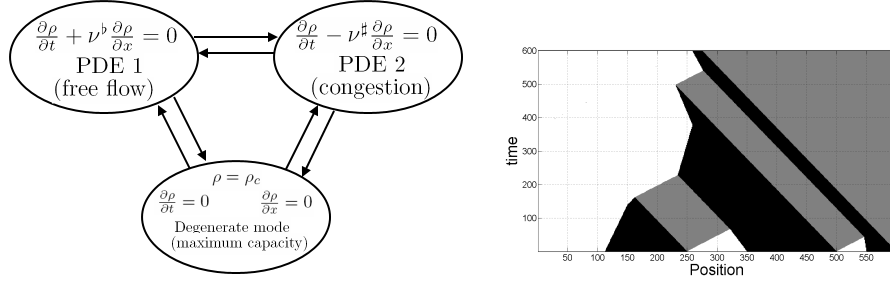 ∂ρ/∂t + ν♭ ∂ρ/∂x = 0
PDE 1
(free flow)
∂ρ/∂t − ν♯ ∂ρ/∂x = 0
PDE 2
(congestion)
ρ = ρc
∂ρ/∂t = 0 ∂ρ/∂x = 0
Degenerate mode
(maximum capacity)
time
600
500
400
300
200
100
50 100 150 200 250 300 350 400 450 500 550
Position